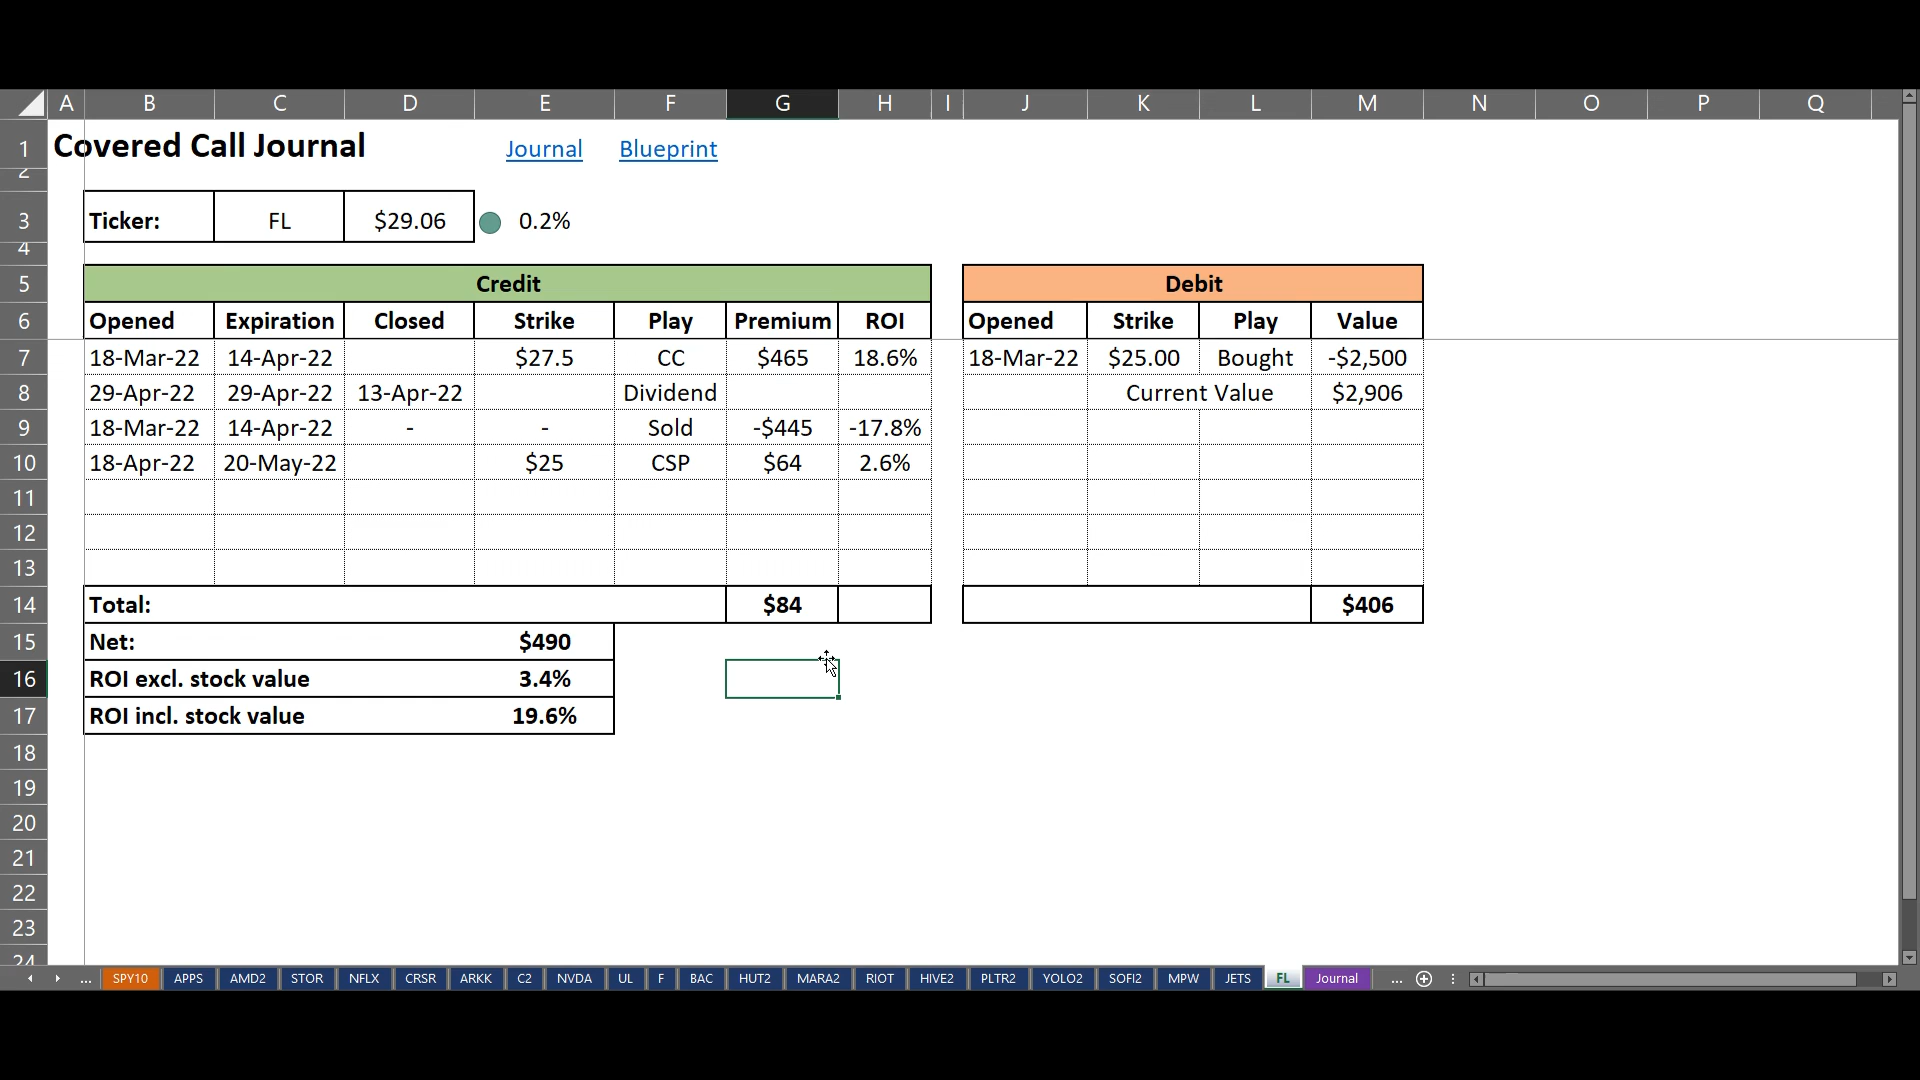 A B C D E F G H I J K L M N O P Q
1 Covered Call Journal Journal Blueprint
2
3 Ticker: FL $29.06 0.2%
4
5 Credit Debit
6 Opened Expiration Closed Strike Play Premium ROI Opened Strike Play Value
7 18-Mar-22 14-Apr-22 $27.5 CC $465 18.6% 18-Mar-22 $25.00 Bought -$2,500
8 29-Apr-22 29-Apr-22 13-Apr-22 Dividend Current Value $2,906
9 18-Mar-22 14-Apr-22 - - Sold -$445 -17.8%
10 18-Apr-22 20-May-22 $25 CSP $64 2.6%
11
12
13
14 Total: $84 $406
15 Net: $490
16 ROI excl. stock value 3.4%
17 ROI incl. stock value 19.6%
18
19
20
21
22
23
24
... SPY10 APPS AMD2 STOR NFLX CRSR ARKK C2 NVDA UL F BAC HUT2 MARA2 RIOT HIVE2 PLTR2 YOLO2 SOFI2 MPW JETS FL Journal ...